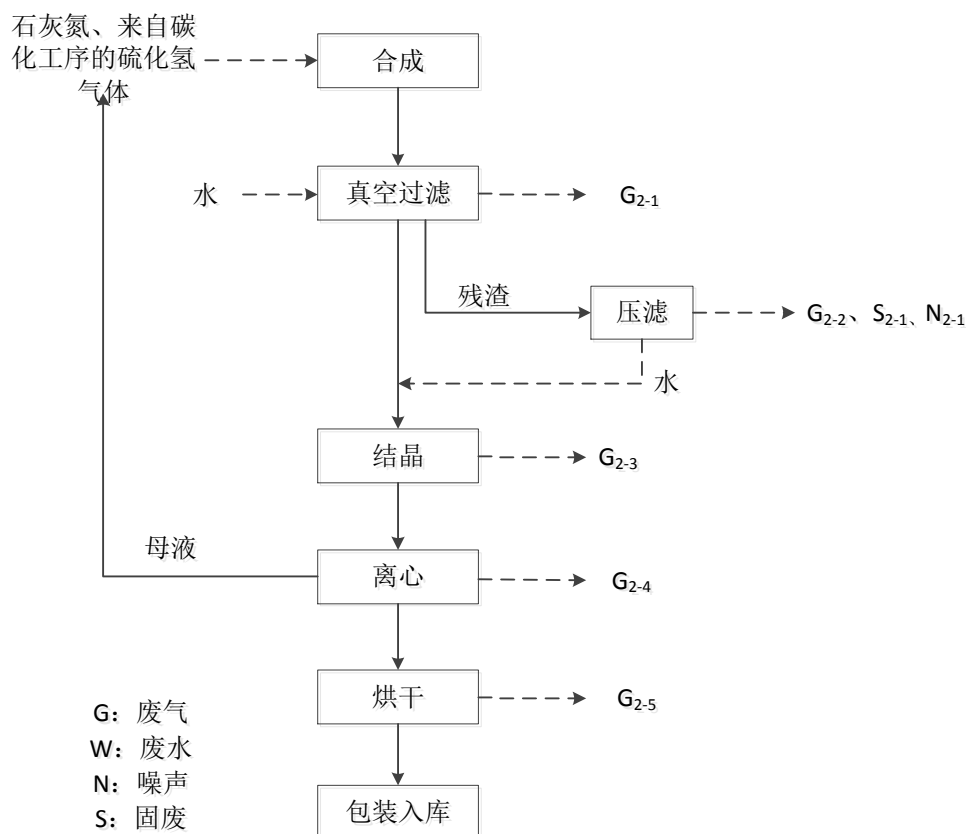 石灰氮、来自碳
化工序的硫化氢
气体
合成
水
真空过滤
G2-1
残渣
压滤
G2-2、S2-1、N2-1
水
结晶
G2-3
母液
离心
G2-4
烘干
G2-5
G：废气
W：废水
N：噪声
S：固废
包装入库